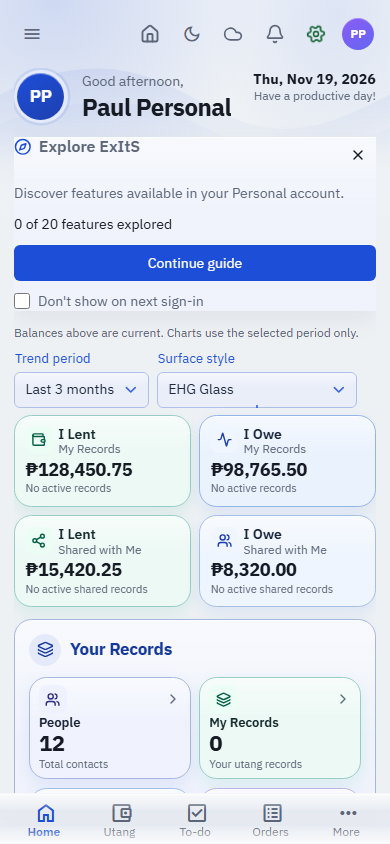 PP
PP
Good afternoon,
Paul Personal
Thu, Nov 19, 2026
Have a productive day!
Explore ExItS
Discover features available in your Personal account.
0 of 20 features explored
Continue guide
Don't show on next sign-in
Balances above are current. Charts use the selected period only.
Trend period
Surface style
Last 3 months
EHG Glass
I Lent
My Records
₱128,450.75
No active records
I Owe
My Records
₱98,765.50
No active records
I Lent
Shared with Me
₱15,420.25
No active shared records
I Owe
Shared with Me
₱8,320.00
No active shared records
Your Records
People
12
Total contacts
My Records
0
Your utang records
Home
Utang
To-do
Orders
More